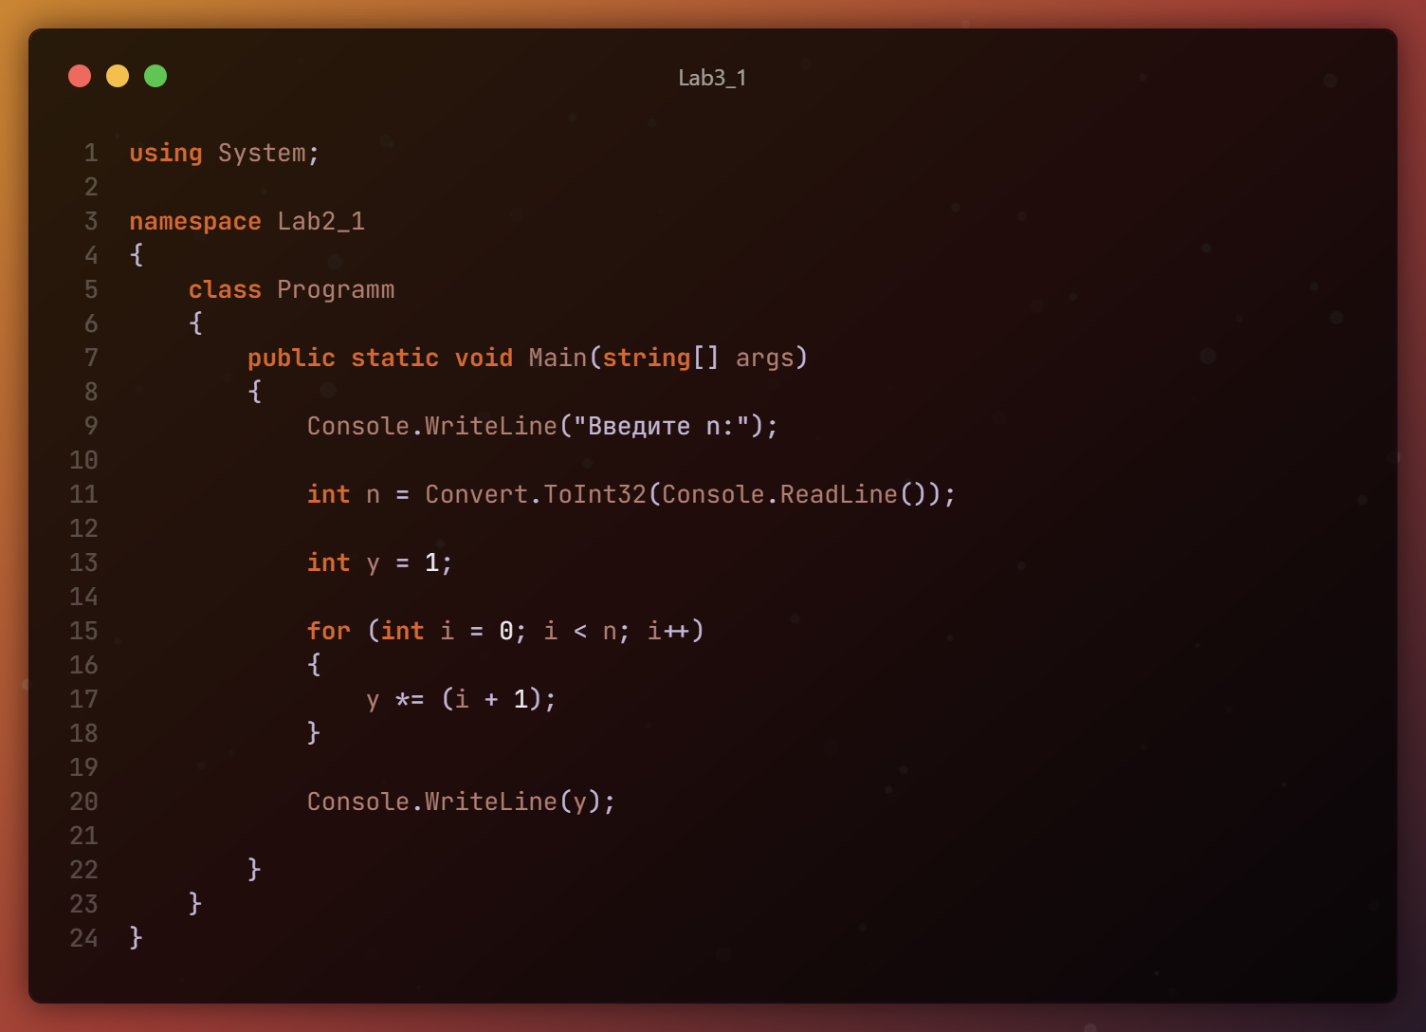 Lab3_1
1 using System;
2
3 namespace Lab2_1
4 {
5     class Programm
6     {
7         public static void Main(string[] args)
8         {
9             Console.WriteLine("Введите n:");
10
11             int n = Convert.ToInt32(Console.ReadLine());
12
13             int y = 1;
14
15             for (int i = 0; i < n; i++)
16             {
17                 y *= (i + 1);
18             }
19
20             Console.WriteLine(y);
21
22         }
23     }
24 }